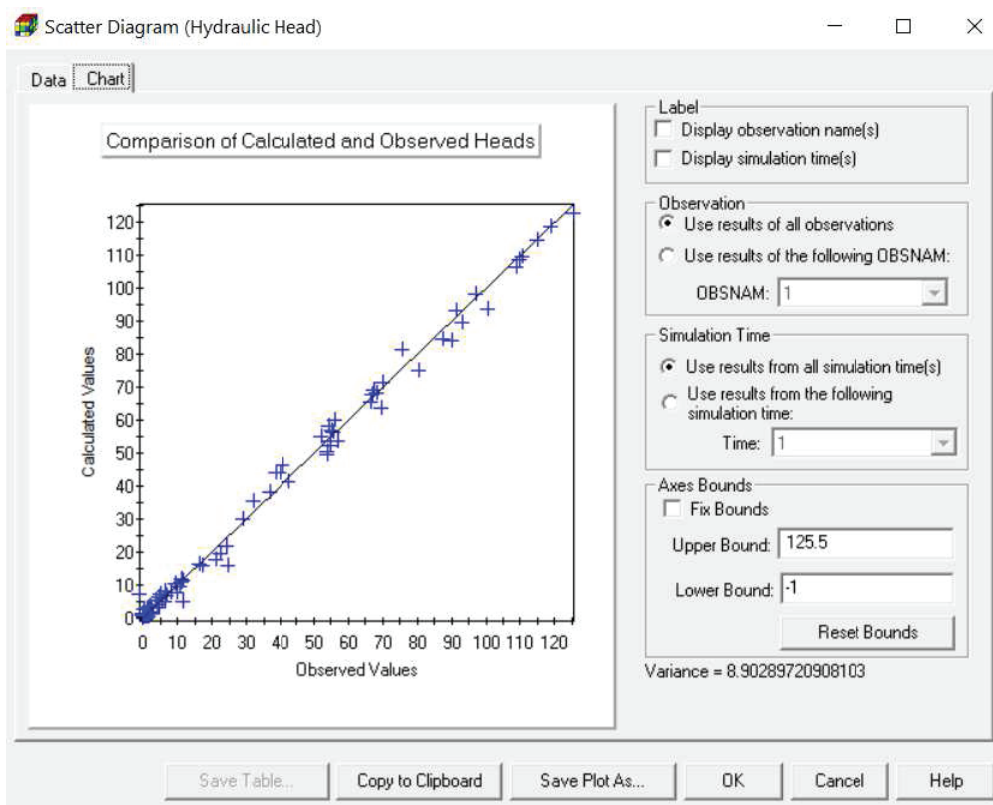 Scatter Diagram (Hydraulic Head)
Data
Chart
Comparison of Calculated and Observed Heads
120
110
100
90
80
70
60
50
40
30
20
10
0
Calculated Values
0 10 20 30 40 50 60 70 80 90 100 110 120
Observed Values
Label
Display observation name(s)
Display simulation time(s)
Observation
Use results of all observations
Use results of the following OBSNAM:
OBSNAM: 1
Simulation Time
Use results from all simulation time(s)
Use results from the following
simulation time:
Time: 1
Axes Bounds
Fix Bounds
Upper Bound: 125.5
Lower Bound: -1
Reset Bounds
Variance = 8.90289720908103
Save Table...
Copy to Clipboard
Save Plot As...
OK
Cancel
Help